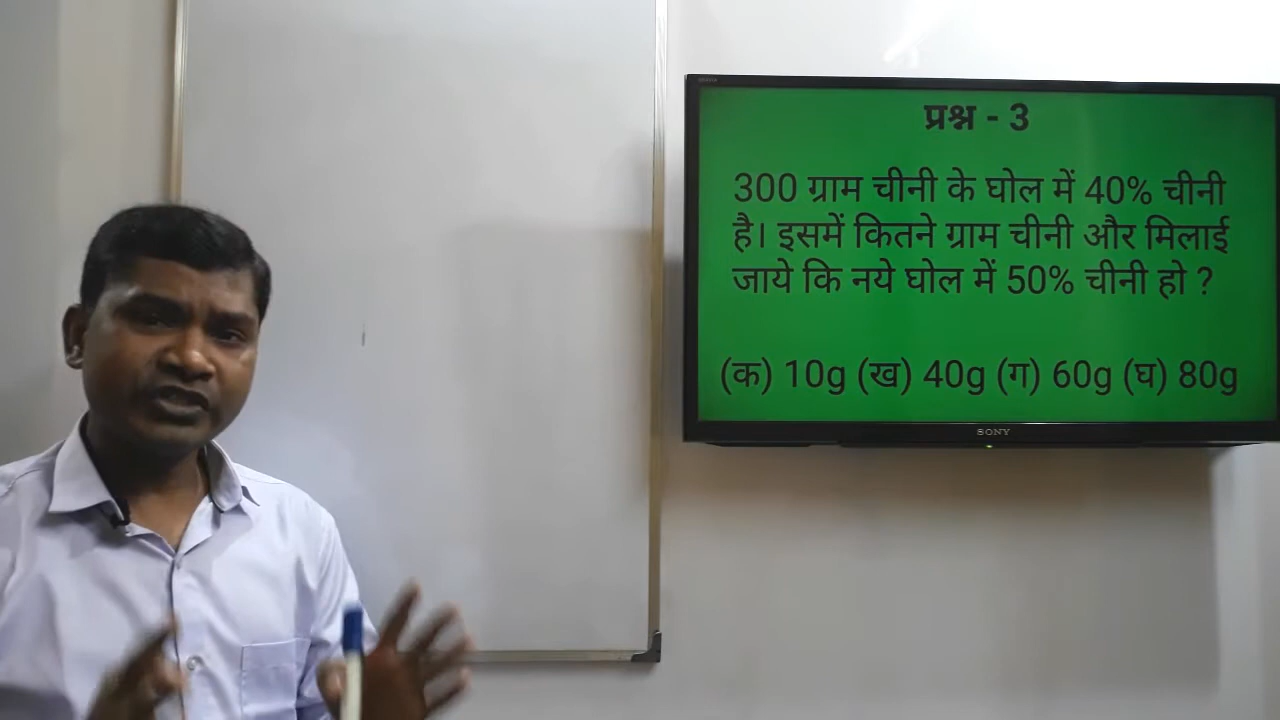 प्रश्न - 3
300 ग्राम चीनी के घोल में 40% चीनी
है। इसमें कितने ग्राम चीनी और मिलाई
जाये कि नये घोल में 50% चीनी हो ?
(क) 10g (ख) 40g (ग) 60g (घ) 80g
SONY